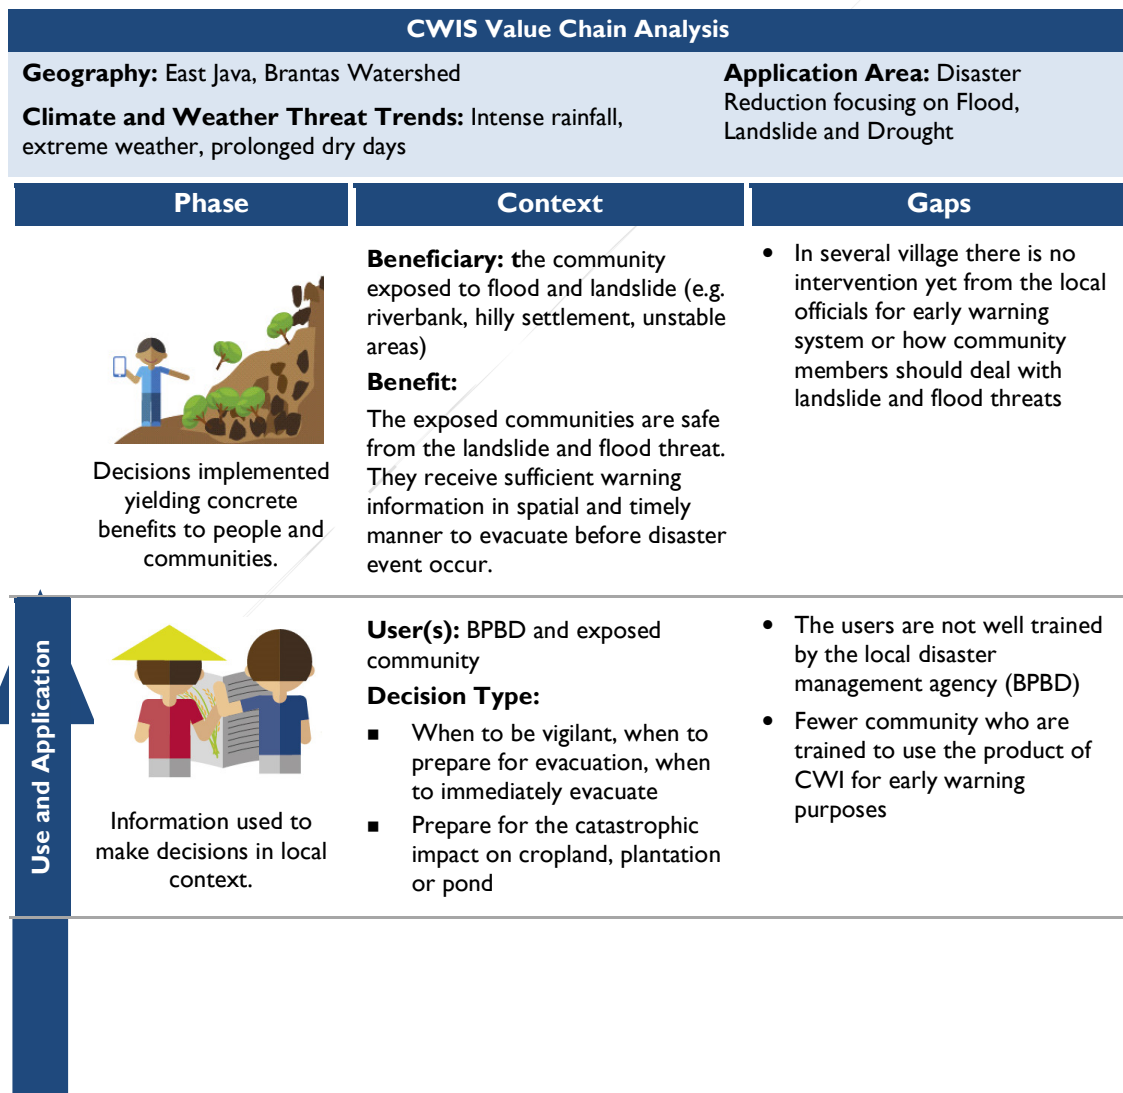 CWIS Value Chain Analysis
Geography: East Java, Brantas Watershed
Climate and Weather Threat Trends: Intense rainfall,
extreme weather, prolonged dry days
Application Area: Disaster
Reduction focusing on Flood,
Landslide and Drought
Phase
Context
Gaps
Decisions implemented
yielding concrete
benefits to people and
communities.
Beneficiary: the community
exposed to flood and landslide (e.g.
riverbank, hilly settlement, unstable
areas)
Benefit:
The exposed communities are safe
from the landslide and flood threat.
They receive sufficient warning
information in spatial and timely
manner to evacuate before disaster
event occur.
• In several village there is no
intervention yet from the local
officials for early warning
system or how community
members should deal with
landslide and flood threats
Use and Application
Information used to
make decisions in local
context.
User(s): BPBD and exposed
community
Decision Type:
▪ When to be vigilant, when to
prepare for evacuation, when
to immediately evacuate
▪ Prepare for the catastrophic
impact on cropland, plantation
or pond
• The users are not well trained
by the local disaster
management agency (BPBD)
• Fewer community who are
trained to use the product of
CWI for early warning
purposes